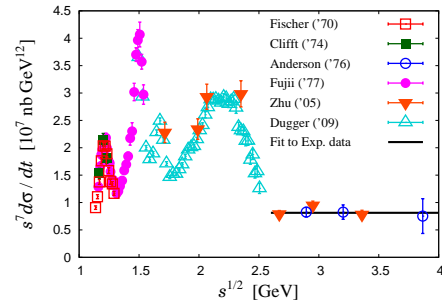 s^7 dσ/dt [10^7 nb GeV^12]
4.5
4
3.5
3
2.5
2
1.5
1
0.5
0
Fischer ('70)
Clifft ('74)
Anderson ('76)
Fujii ('77)
Zhu ('05)
Dugger ('09)
Fit to Exp. data
1 1.5 2 2.5 3 3.5 4
s^1/2 [GeV]